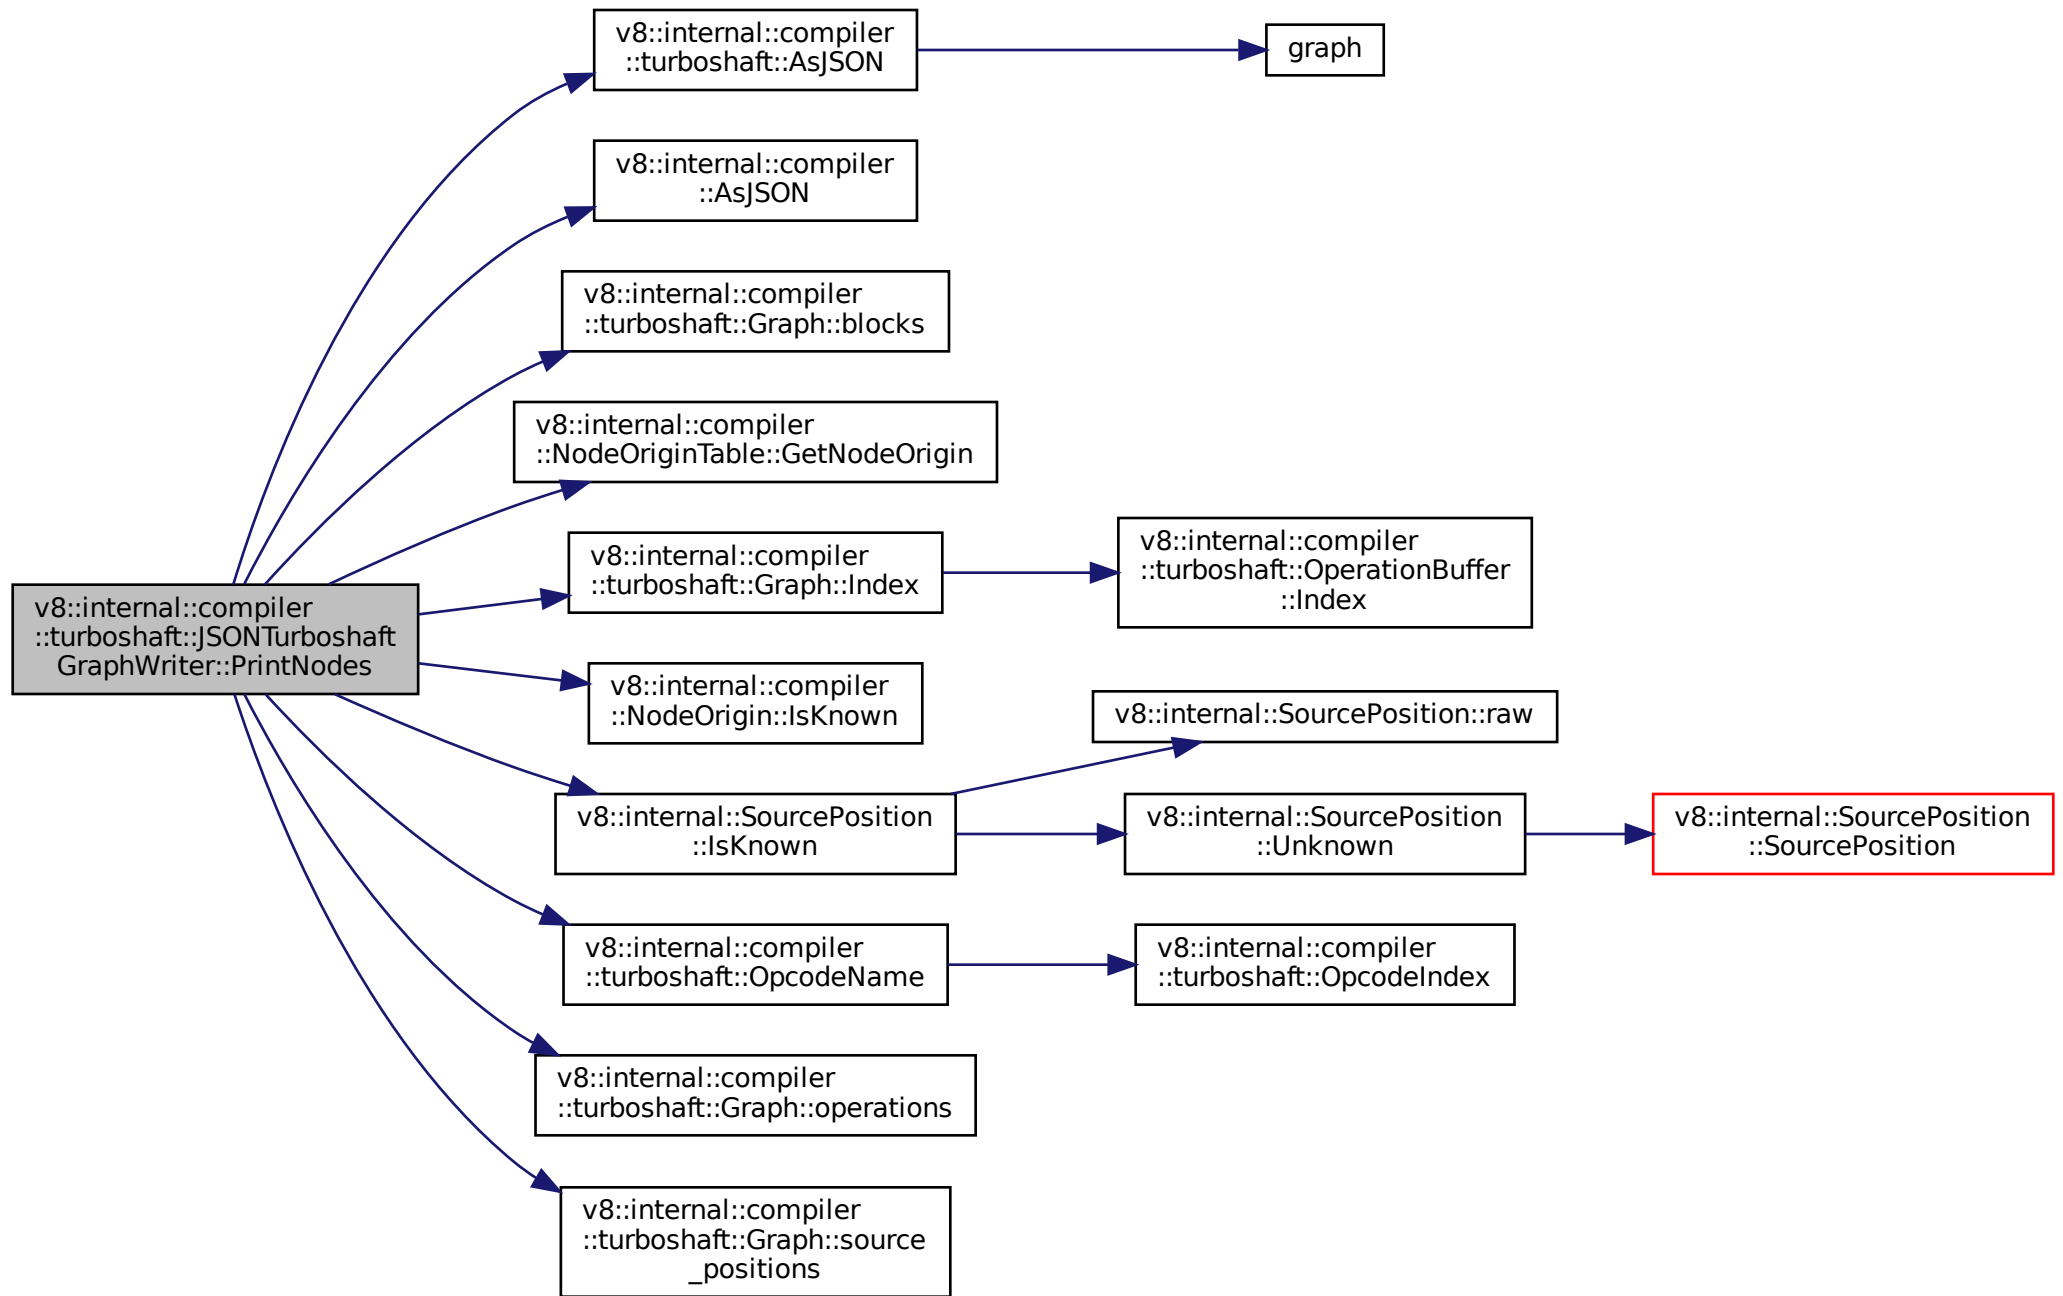 v8::internal::compiler
::turboshaft::AsJSON
graph
v8::internal::compiler
::AsJSON
v8::internal::compiler
::turboshaft::Graph::blocks
v8::internal::compiler
::NodeOriginTable::GetNodeOrigin
v8::internal::compiler
::turboshaft::Graph::Index
v8::internal::compiler
::turboshaft::OperationBuffer
::Index
v8::internal::compiler
::turboshaft::JSONTurboshaft
GraphWriter::PrintNodes
v8::internal::compiler
::NodeOrigin::IsKnown
v8::internal::SourcePosition::raw
v8::internal::SourcePosition
::IsKnown
v8::internal::SourcePosition
::Unknown
v8::internal::SourcePosition
::SourcePosition
v8::internal::compiler
::turboshaft::OpcodeName
v8::internal::compiler
::turboshaft::OpcodeIndex
v8::internal::compiler
::turboshaft::Graph::operations
v8::internal::compiler
::turboshaft::Graph::source
_positions